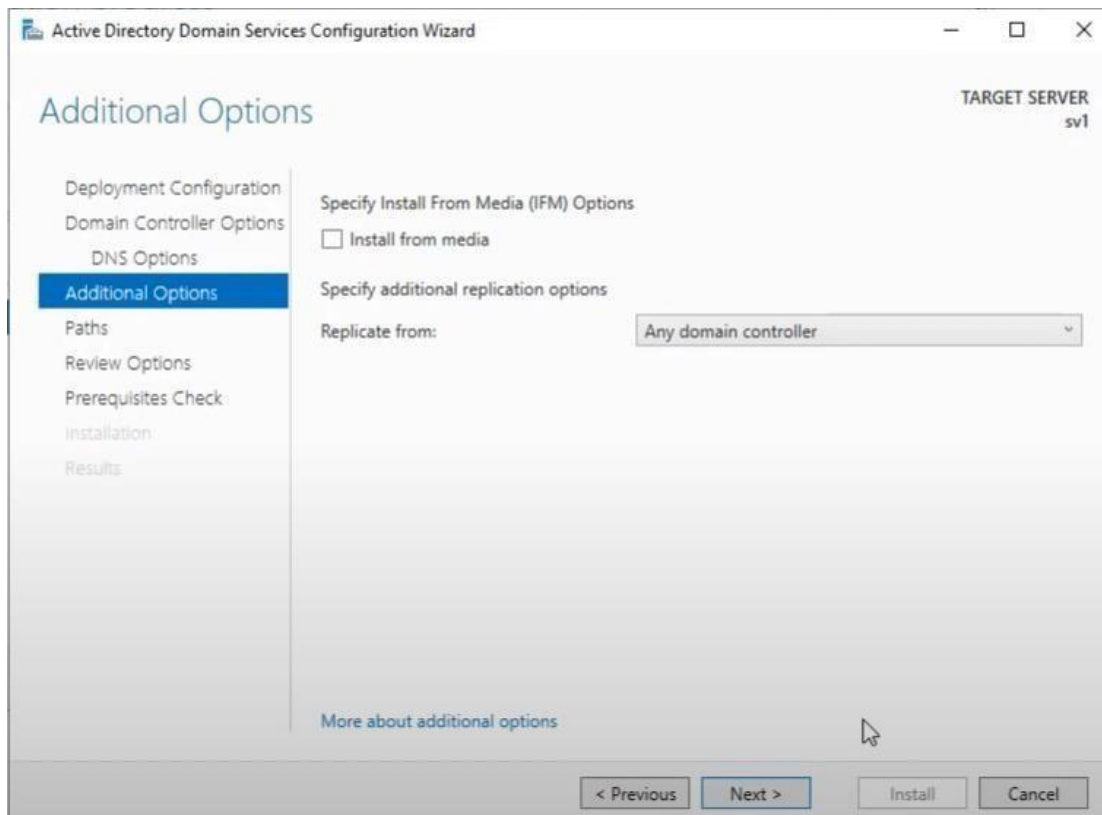 Active Directory Domain Services Configuration Wizard
Additional Options
TARGET SERVER
sv1
Deployment Configuration
Domain Controller Options
DNS Options
Additional Options
Paths
Review Options
Prerequisites Check
Installation
Results
Specify Install From Media (IFM) Options
Install from media
Specify additional replication options
Replicate from:
Any domain controller
More about additional options
< Previous
Next >
Install
Cancel